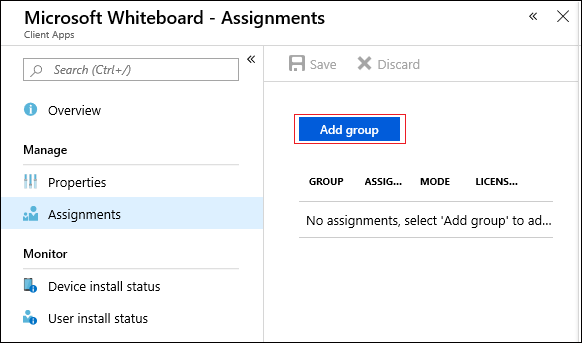 Microsoft Whiteboard - Assignments
Client Apps
Search (Ctrl+/)
Overview
Manage
Properties
Assignments
Monitor
Device install status
User install status
Save
Discard
Add group
GROUP ASSIG... MODE LICENS...
No assignments, select 'Add group' to ad...